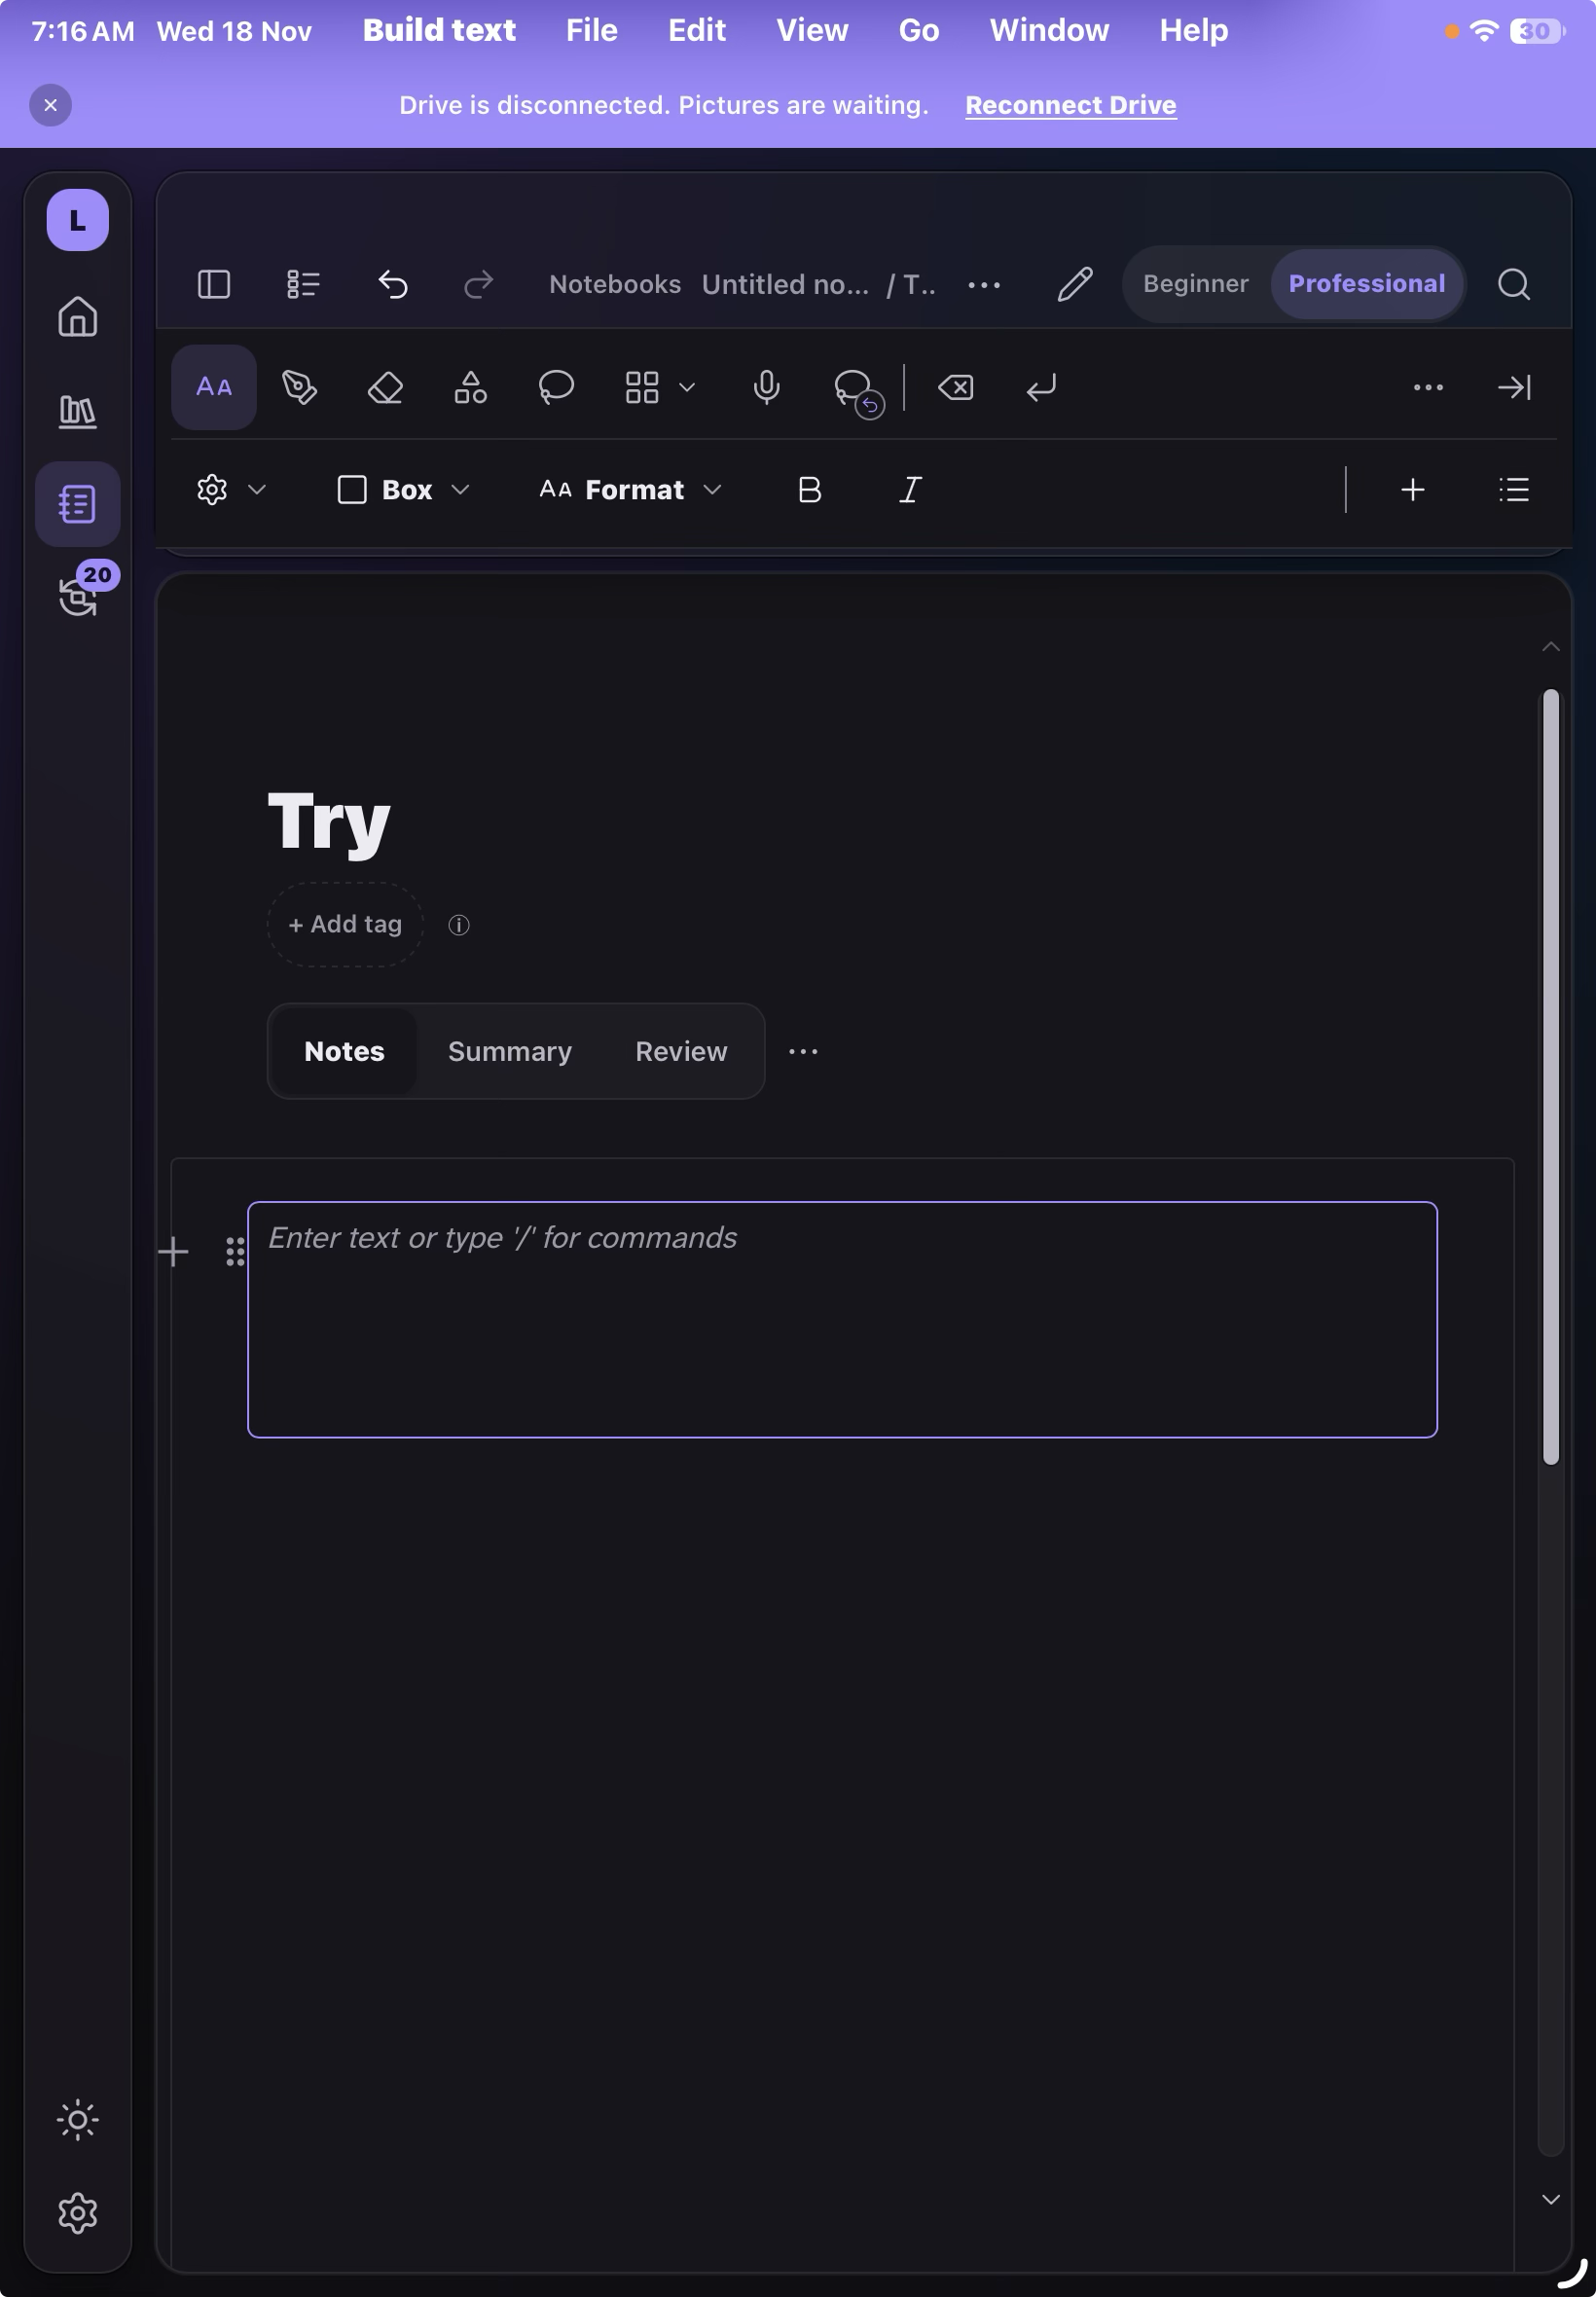 7:16 AM Wed 18 Nov Build text File Edit View Go Window Help 30
Drive is disconnected. Pictures are waiting. Reconnect Drive
L
Notebooks Untitled no... / T.. Beginner Professional
AA
Box AA Format B I
20
Try
+ Add tag
Notes Summary Review
Enter text or type '/' for commands